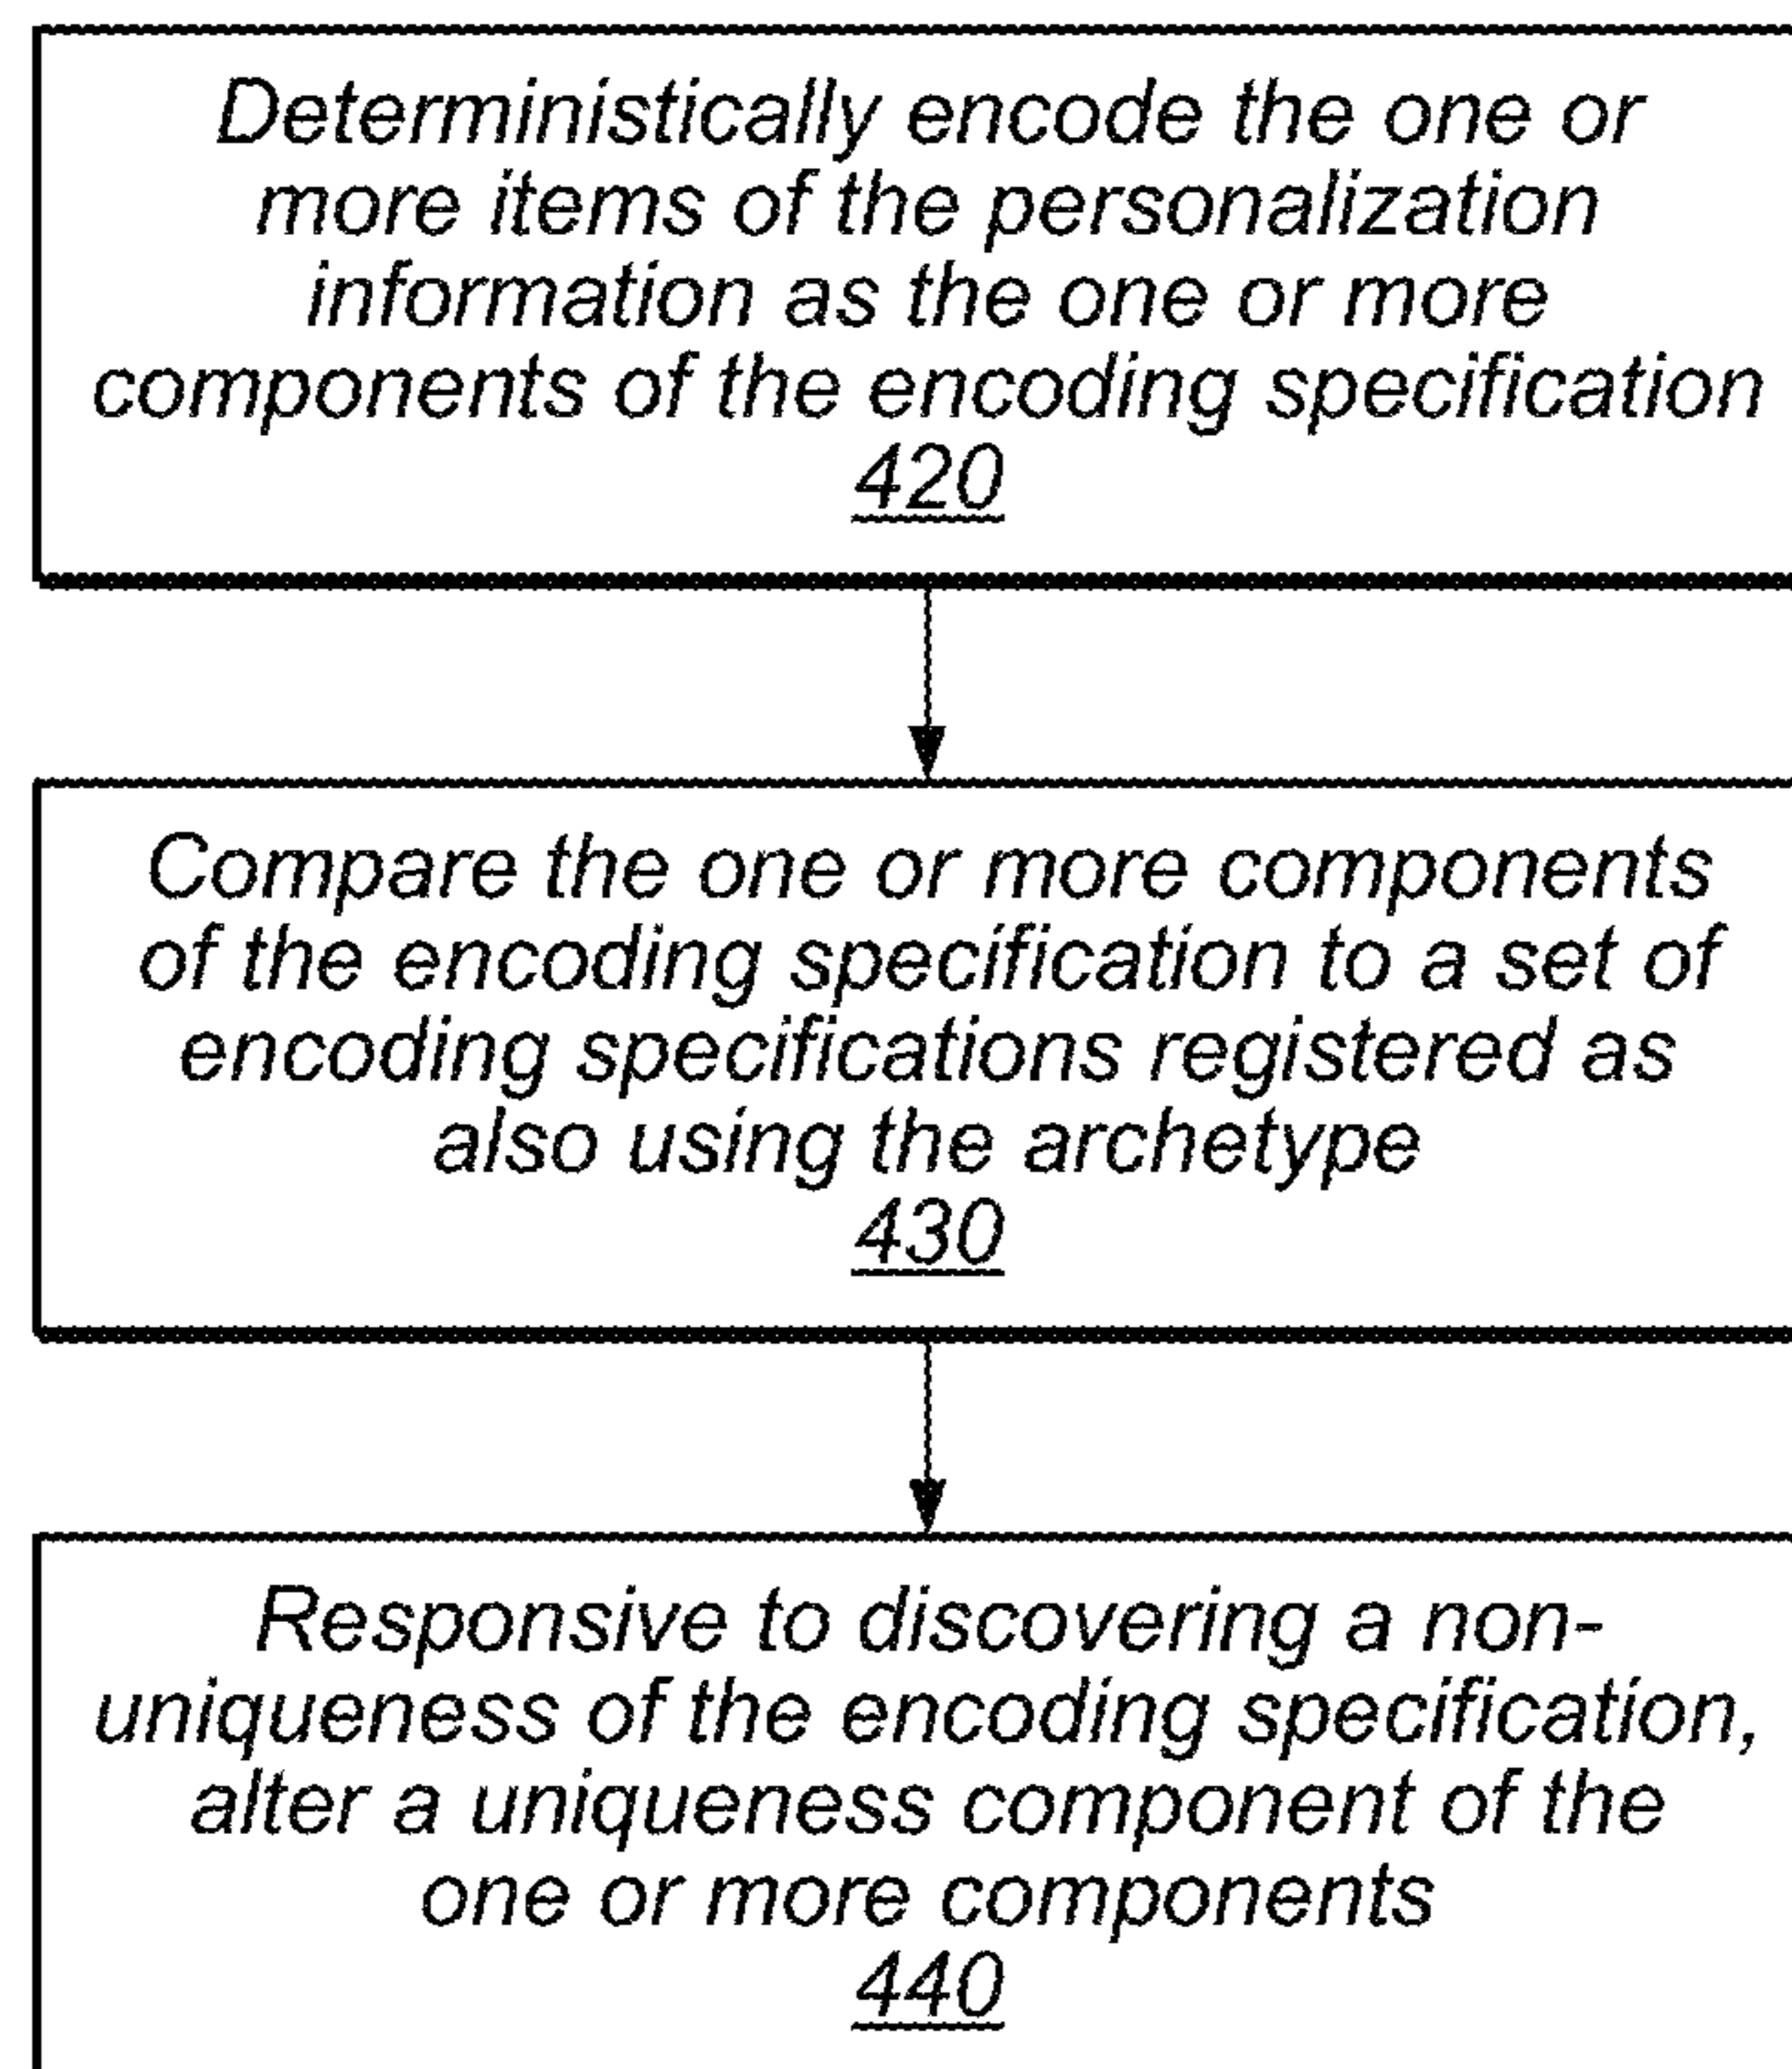 Deterministically encode the one or
more items of the personalization
information as the one or more
components of the encoding specification
420
Compare the one or more components
of the encoding specification to a set of
encoding specifications registered as
also using the archetype
430
Responsive to discovering a non-
uniqueness of the encoding specification,
alter a uniqueness component of the
one or more components
440